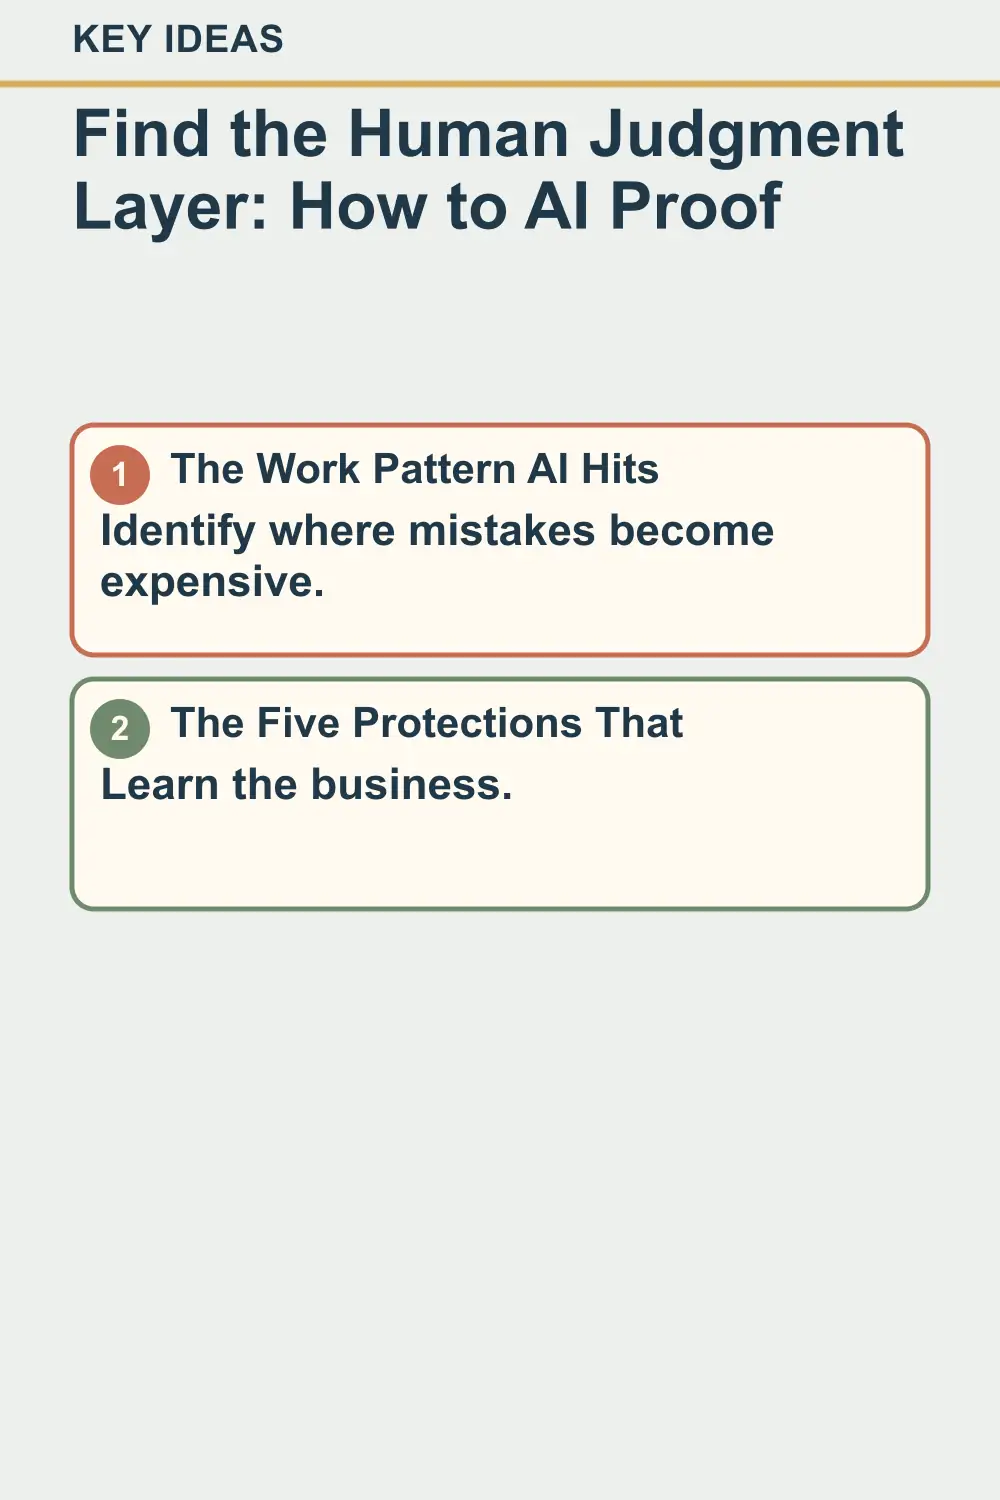 KEY IDEAS
Find the Human Judgment
Layer: How to AI Proof
1 The Work Pattern AI Hits
Identify where mistakes become
expensive.
2 The Five Protections That
Learn the business.